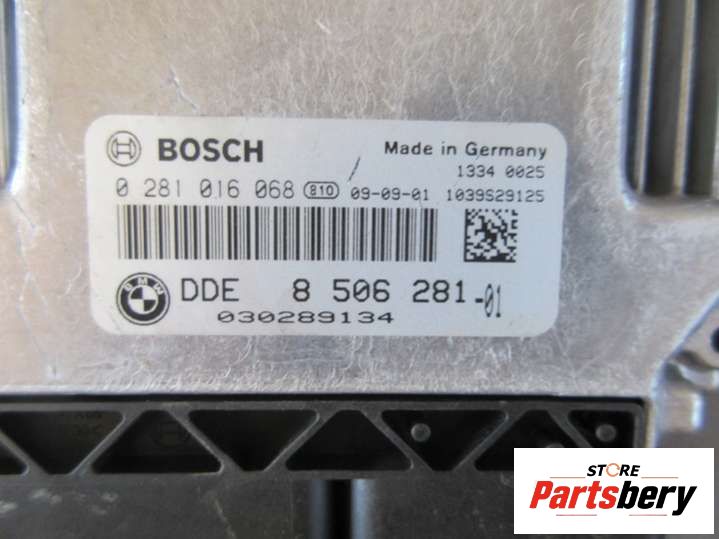 BOSCH Made in Germany
1334 0025
0 281 016 068 810 09-09-01 1039S29125
BMW DDE 8 506 281-01
030289134
STORE
Partsbery